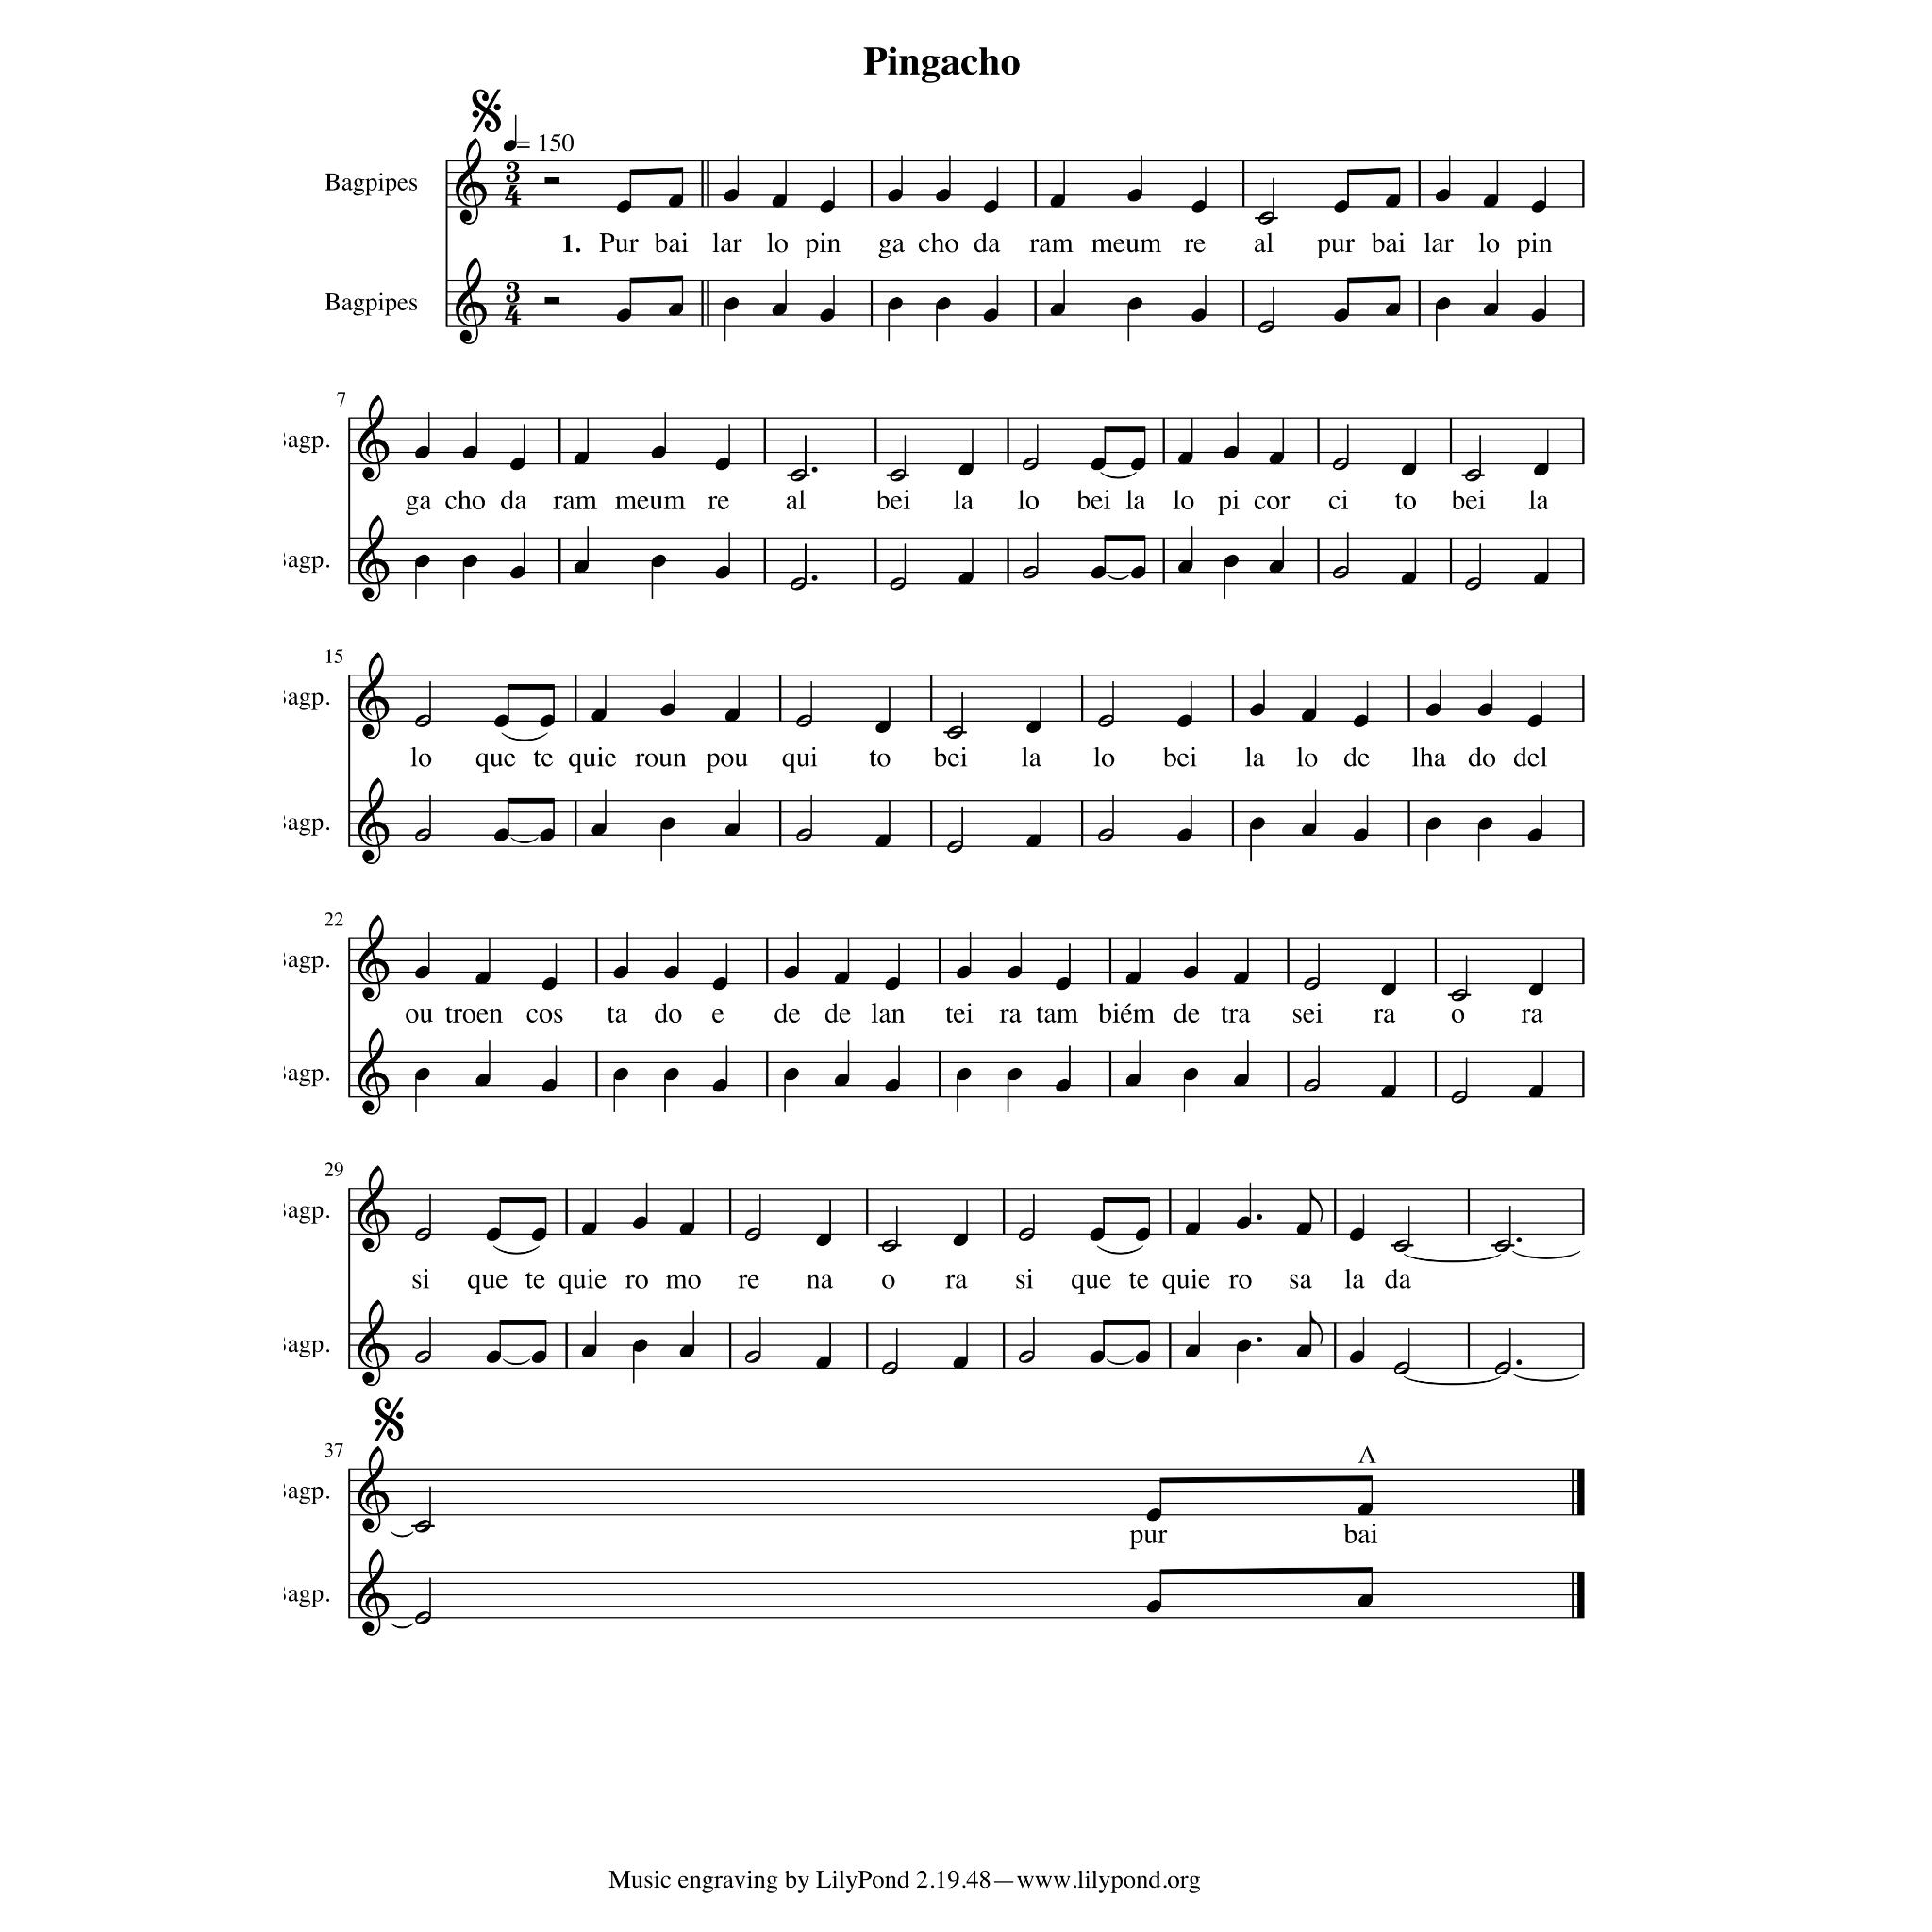 Pingacho
= 150
Bagpipes
3 4
1. Pur bai lar lo pin ga cho da ram meum re al pur bai lar lo pin
Bagpipes
3 4
7
Bagp.
ga cho da ram meum re al bei la lo bei la lo pi cor ci to bei la
Bagp.
15
Bagp.
lo que te quie roun pou qui to bei la lo bei la lo de lha do del
Bagp.
22
Bagp.
ou troen cos ta do e de de lan tei ra tam biém de tra sei ra o ra
Bagp.
29
Bagp.
si que te quie ro mo re na o ra si que te quie ro sa la da
Bagp.
37
A
Bagp.
pur bai
Bagp.
Music engraving by LilyPond 2.19.48—www.lilypond.org